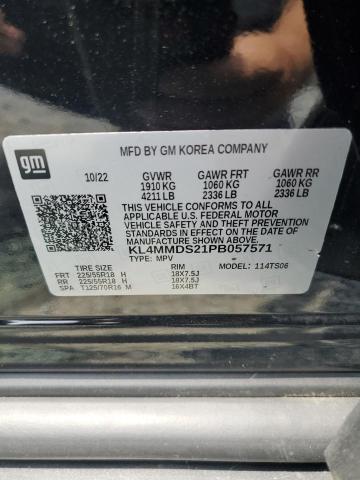 gm
MFD BY GM KOREA COMPANY
10/22 GVWR GAWR FRT GAWR RR
1910 KG 1060 KG 1060 KG
4211 LB 2336 LB 2336 LB
THIS VEHICLE CONFORMS TO ALL
APPLICABLE U.S. FEDERAL MOTOR
VEHICLE SAFETY AND THEFT PREVENTION
STANDARDS IN EFFECT ON THE DATE OF
MANUFACTURE SHOWN ABOVE.
KL4MMDS21PB057571
TYPE: MPV MODEL: 114TS06
TIRE SIZE RIM
FRT 225/55R18 H 18X7.5J
RR 225/55R18 H 18X7.5J
SPA T125/70R16 M 16X4BT